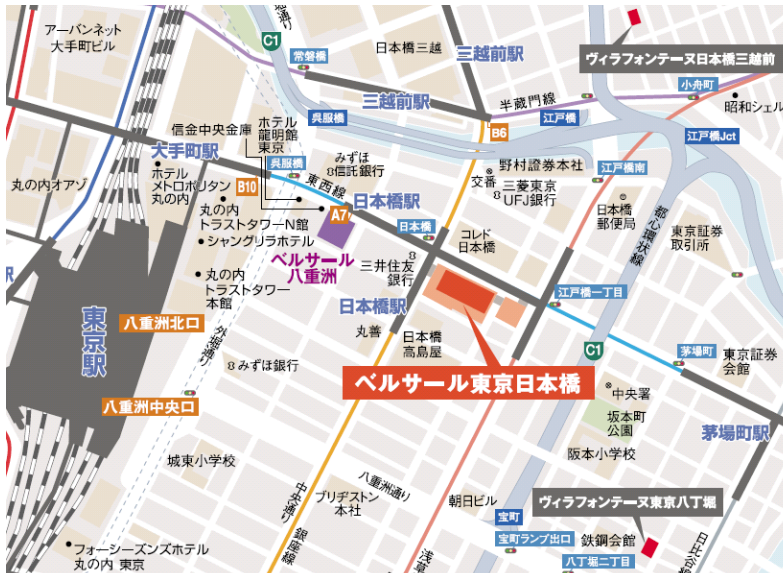 アーバンネット
大手町ビル
外堀通り
C1
常磐橋
日本橋三越
三越前駅
ヴィラフォンテーヌ日本橋三越前
小舟町
昭和シェル
半蔵門線
三越前駅
呉服橋
江戸橋
江戸橋Jct
B6
信金中央金庫
ホテル
龍明館
東京
大手町駅
呉服橋
みずほ
信託銀行
野村證券本社
江戸橋南
交番
三菱東京
UFJ銀行
ホテル
メトロポリタン
丸の内
B10
東西線
日本橋駅
丸の内オアゾ
丸の内
トラストタワーN館
A7
日本橋
日本橋
郵便局
都心環状線
東京証券
取引所
シャングリラホテル
ベルサール
八重洲
コレド
日本橋
三井住友
銀行
丸の内
トラストタワー
本館
日本橋駅
江戸橋一丁目
駅
東京駅
八重洲北口
外堀通り
丸善
日本橋
高島屋
C1
茅場町
東京証券
会館
みずほ銀行
ベルサール東京日本橋
中央署
坂本町
公園
茅場町駅
八重洲中央口
城東小学校
阪本小学校
八重洲通り
中央通り
銀座線
ブリヂストン
本社
朝日ビル
宝町
ヴィラフォンテーヌ東京八丁堀
浅草
宝町ランプ出口
鉄鋼会館
八丁堀二丁目
日比谷線
フォーシーズンズホテル
丸の内 東京